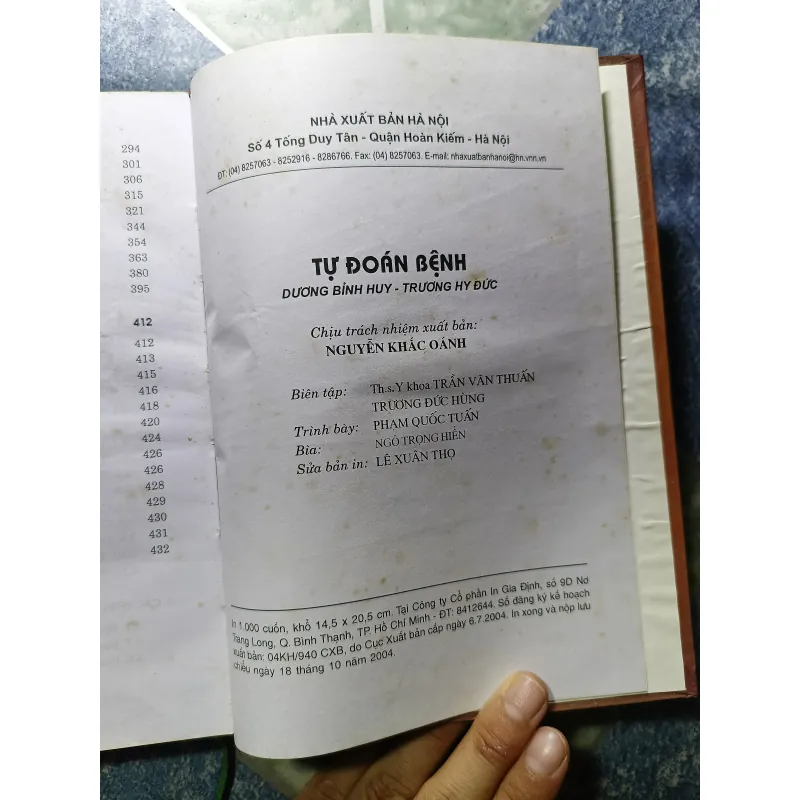 294
301
306
315
321
344
354
363
380
395
412
412
413
415
416
418
420
424
426
426
428
429
430
431
432
NHÀ XUẤT BẢN HÀ NỘI
Số 4 Tống Duy Tân - Quận Hoàn Kiếm - Hà Nội
ĐT: (04) 8257063 - 8252916 - 8286766. Fax: (04) 8257063. E-mail: nhaxuatbanhanoi@hn.vnn.vn
TỰ ĐOÁN BỆNH
DƯƠNG BỈNH HUY - TRƯƠNG HY ĐỨC
Chịu trách nhiệm xuất bản:
NGUYỄN KHẮC OÁNH
Biên tập: Th.s.Y khoa TRẦN VĂN THUẤN
TRƯƠNG ĐỨC HÙNG
Trình bày: PHẠM QUỐC TUẤN
Bìa: NGÔ TRỌNG HIỂN
Sửa bản in: LÊ XUÂN THỌ
In 1.000 cuốn, khổ 14,5 x 20,5 cm. Tại Công ty Cổ phần In Gia Định, số 9D Nơ
Trang Long, Q. Bình Thạnh, TP. Hồ Chí Minh - ĐT: 8412644. Số đăng ký kế hoạch
xuất bản: 04KH/940 CXB, do Cục Xuất bản cấp ngày 6.7.2004. In xong và nộp lưu
chiểu ngày 18 tháng 10 năm 2004.